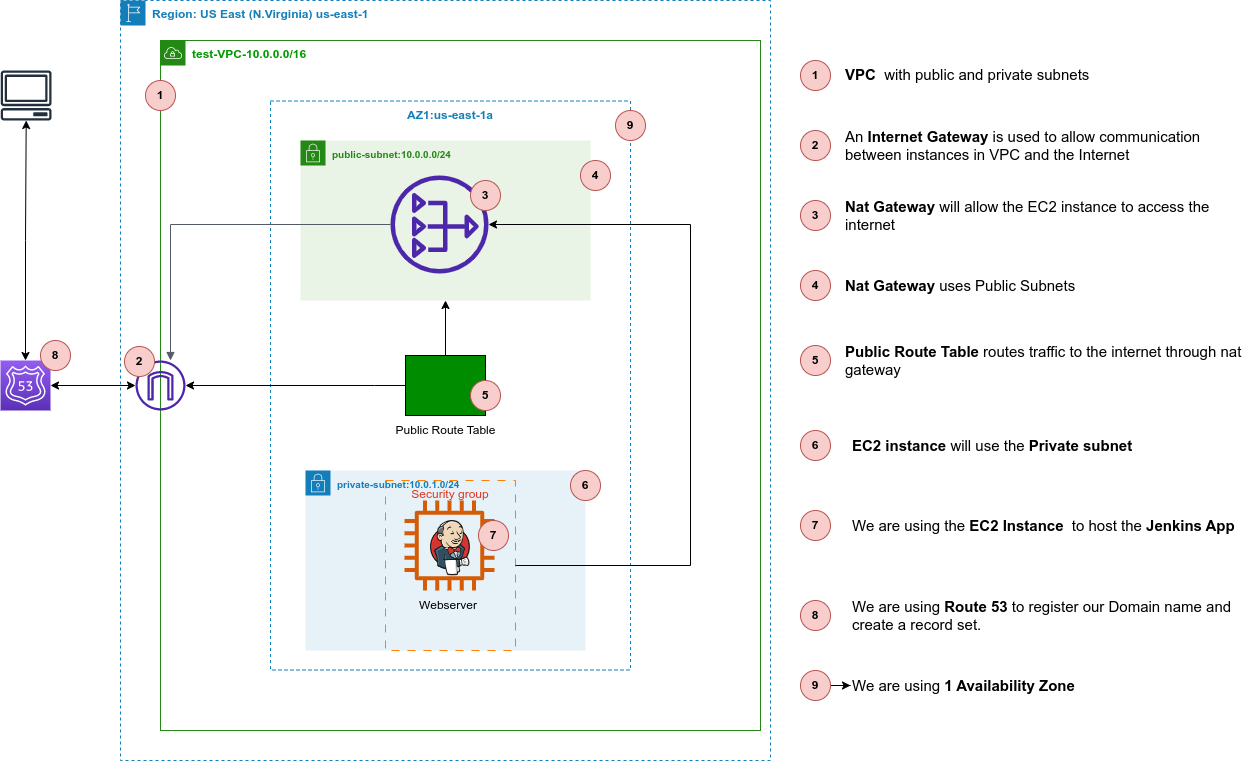 Region: US East (N.Virginia) us-east-1
test-VPC-10.0.0.0/16
1
AZ1:us-east-1a
9
public-subnet:10.0.0.0/24
4
3
8
2
53
5
Public Route Table
private-subnet:10.0.1.0/24
Security group
6
7
Webserver
1
VPC with public and private subnets
2
An Internet Gateway is used to allow communication
between instances in VPC and the Internet
3
Nat Gateway will allow the EC2 instance to access the
internet
4
Nat Gateway uses Public Subnets
5
Public Route Table routes traffic to the internet through nat
gateway
6
EC2 instance will use the Private subnet
7
We are using the EC2 Instance to host the Jenkins App
8
We are using Route 53 to register our Domain name and
create a record set.
9
We are using 1 Availability Zone